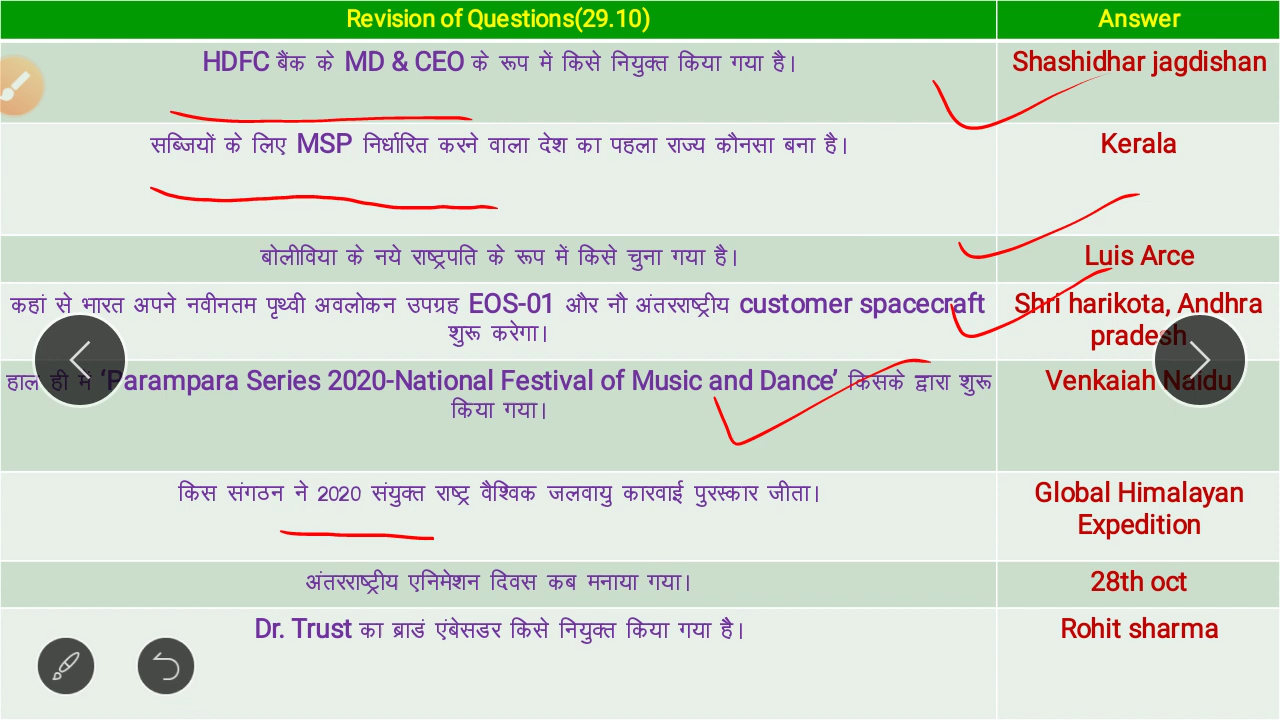 Revision of Questions(29.10)
Answer
HDFC बैंक के MD & CEO के रूप में किसे नियुक्त किया गया है।
Shashidhar jagdishan
सब्जियों के लिए MSP निर्धारित करने वाला देश का पहला राज्य कौनसा बना है।
Kerala
बोलीविया के नये राष्ट्रपति के रूप में किसे चुना गया है।
Luis Arce
कहां से भारत अपने नवीनतम पृथ्वी अवलोकन उपग्रह EOS-01 और नौ अंतरराष्ट्रीय customer spacecraft
शुरू करेगा।
Shri harikota, Andhra
pradesh
हाल ही में ‘Parampara Series 2020-National Festival of Music and Dance’ किसके द्वारा शुरू
किया गया।
Venkaiah Naidu
किस संगठन ने 2020 संयुक्त राष्ट्र वैश्विक जलवायु कारवाई पुरस्कार जीता।
Global Himalayan
Expedition
अंतरराष्ट्रीय एनिमेशन दिवस कब मनाया गया।
28th oct
Dr. Trust का ब्राडं एंबेसडर किसे नियुक्त किया गया है।
Rohit sharma